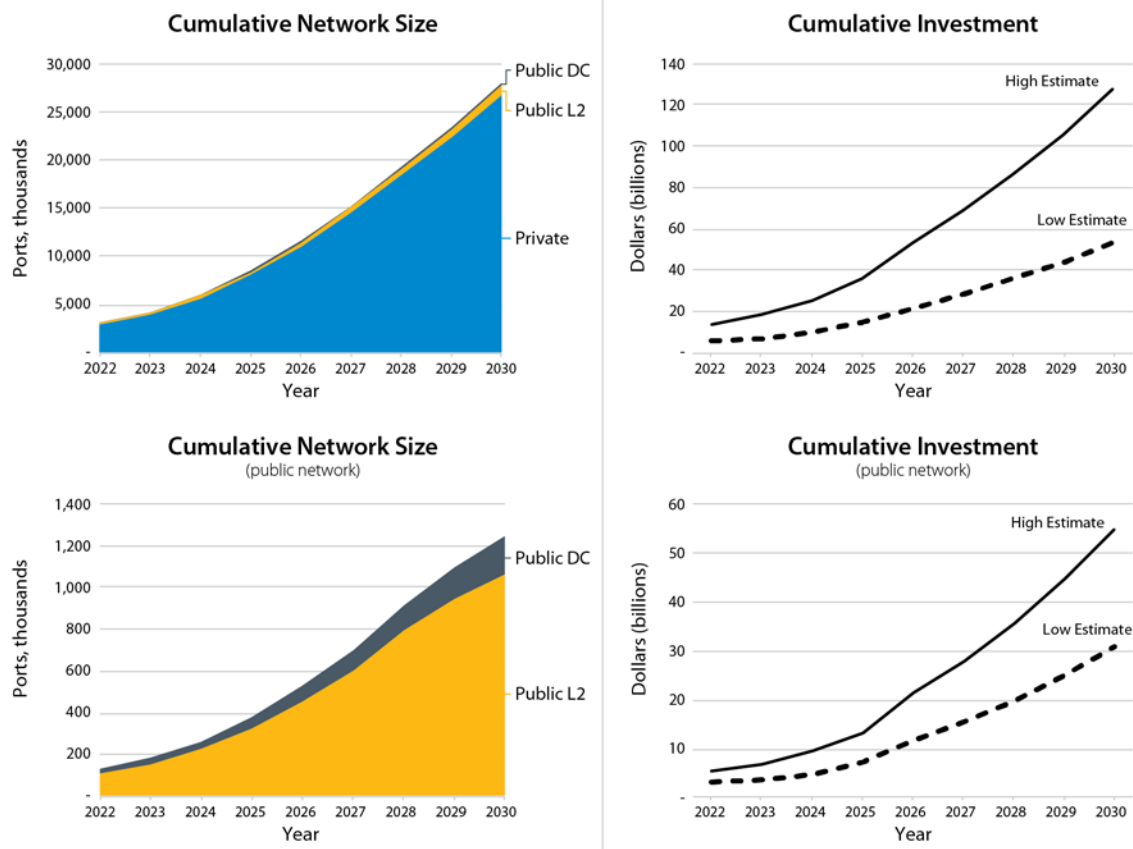 Cumulative Network Size
30,000
25,000
20,000
15,000
10,000
5,000
-
Ports, thousands
Public DC
Public L2
Private
2022 2023 2024 2025 2026 2027 2028 2029 2030
Year
Cumulative Investment
140
120
100
80
60
40
20
-
Dollars (billions)
High Estimate
Low Estimate
2022 2023 2024 2025 2026 2027 2028 2029 2030
Year
Cumulative Network Size
(public network)
1,400
1,200
1,000
800
600
400
200
-
Ports, thousands
Public DC
Public L2
2022 2023 2024 2025 2026 2027 2028 2029 2030
Year
Cumulative Investment
(public network)
60
50
40
30
20
10
-
Dollars (billions)
High Estimate
Low Estimate
2022 2023 2024 2025 2026 2027 2028 2029 2030
Year